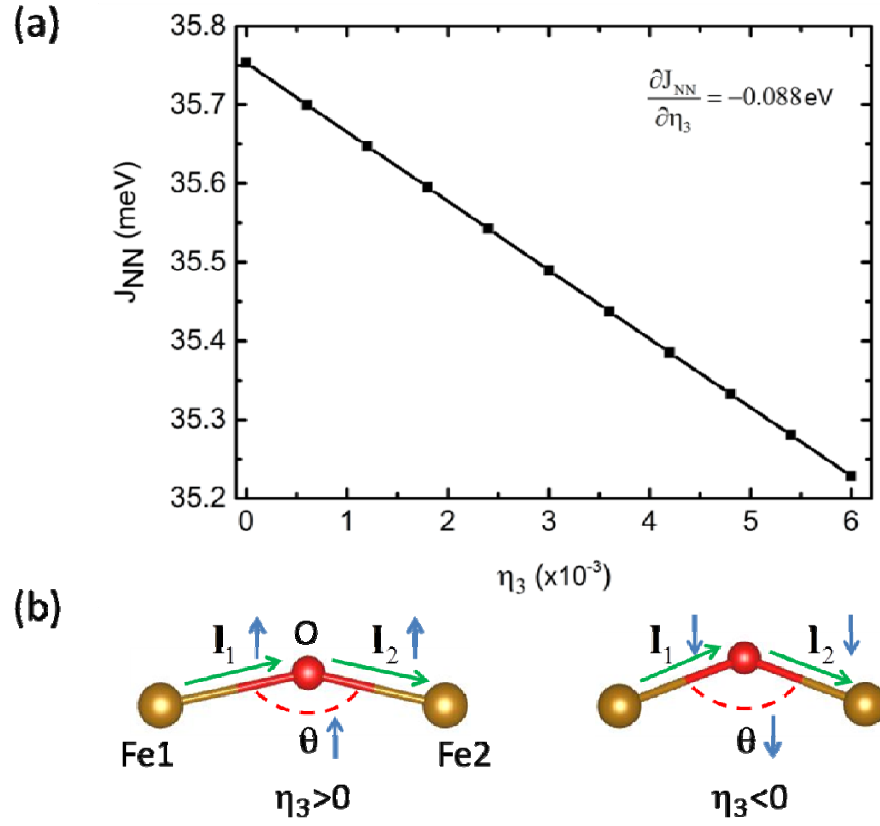 (a)
35.8
35.7
35.6
35.5
35.4
35.3
35.2
J_NN (meV)
∂J_NN/∂η₃ = −0.088 eV
0 1 2 3 4 5 6
η₃ (x10⁻³)
(b)
l₁ O l₂
θ
Fe1 Fe2
η₃>0
l₁ l₂
θ
η₃<0